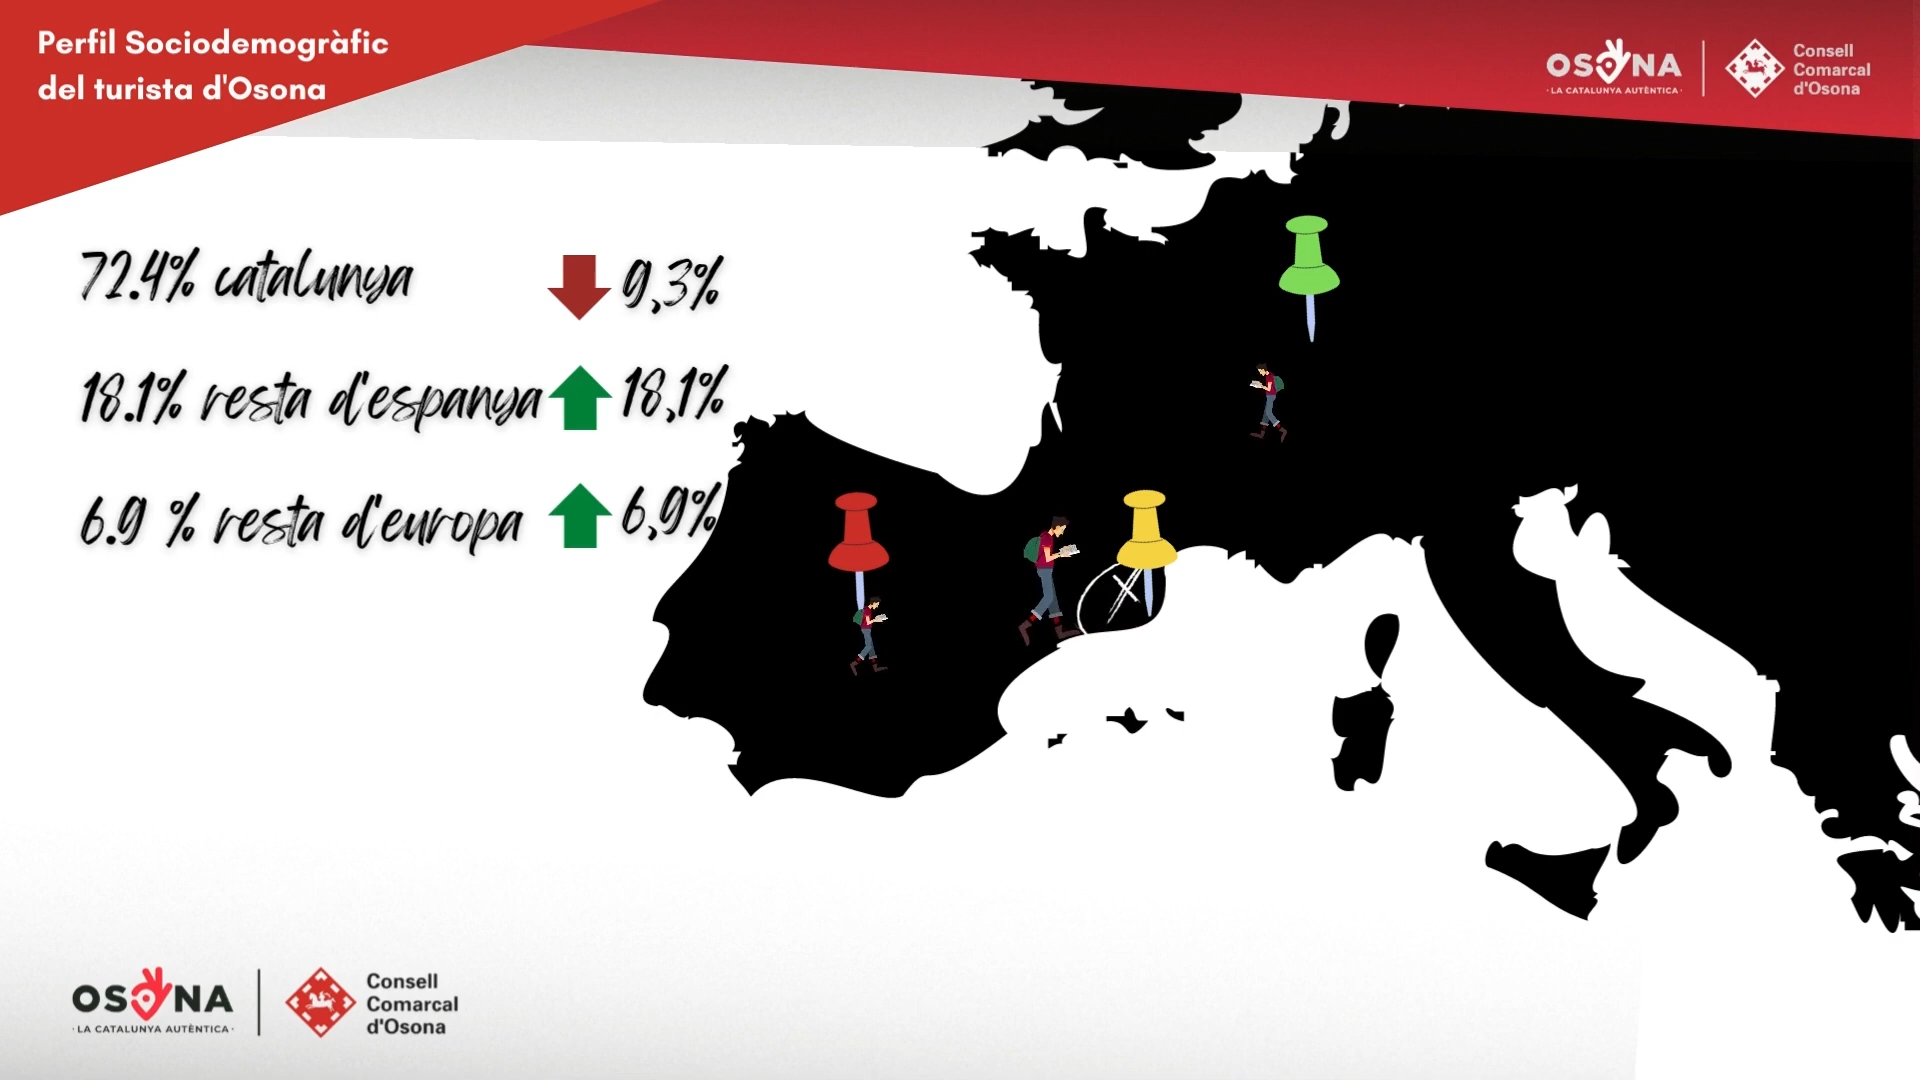 Perfil Sociodemogràfic
del turista d'Osona
OSONA
·LA CATALUNYA AUTÈNTICA·
Consell
Comarcal
d'Osona
72.4% catalunya 9,3%
18.1% resta d'espanya 18,1%
6.9 % resta d'europa 6,9%
OSONA
·LA CATALUNYA AUTÈNTICA·
Consell
Comarcal
d'Osona